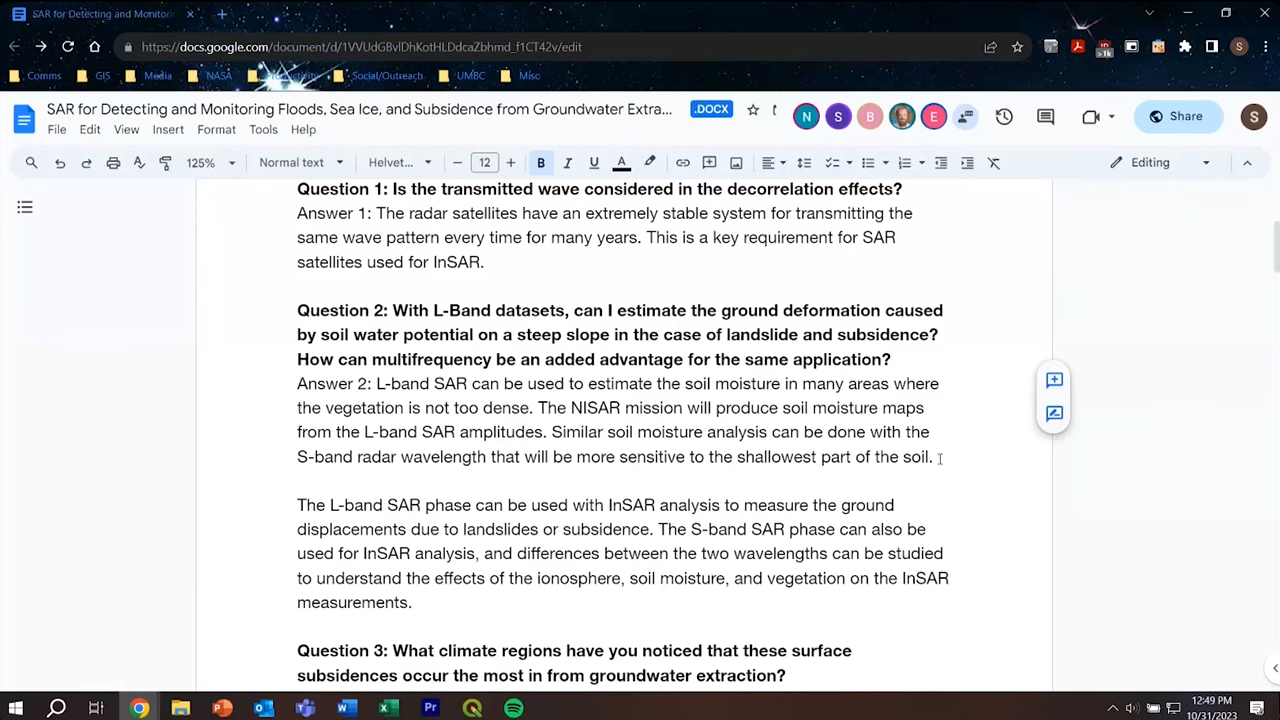 SAR for Detecting and Monitorin
https://docs.google.com/document/d/1VVUdGBvlDhKotHLDdcaZbhmd_f1CT42v/edit
>1k
S
Comms
GIS
Media
NASA
Social/Outreach
UMBC
Misc
SAR for Detecting and Monitoring Floods, Sea Ice, and Subsidence from Groundwater Extra...
.DOCX
N
S
B
E
Share
S
File Edit View Insert Format Tools Help
125% Normal text Helvet... 12 B I U A Editing
Question 1: Is the transmitted wave considered in the decorrelation effects?
Answer 1: The radar satellites have an extremely stable system for transmitting the
same wave pattern every time for many years. This is a key requirement for SAR
satellites used for InSAR.
Question 2: With L-Band datasets, can I estimate the ground deformation caused
by soil water potential on a steep slope in the case of landslide and subsidence?
How can multifrequency be an added advantage for the same application?
Answer 2: L-band SAR can be used to estimate the soil moisture in many areas where
the vegetation is not too dense. The NISAR mission will produce soil moisture maps
from the L-band SAR amplitudes. Similar soil moisture analysis can be done with the
S-band radar wavelength that will be more sensitive to the shallowest part of the soil.
The L-band SAR phase can be used with InSAR analysis to measure the ground
displacements due to landslides or subsidence. The S-band SAR phase can also be
used for InSAR analysis, and differences between the two wavelengths can be studied
to understand the effects of the ionosphere, soil moisture, and vegetation on the InSAR
measurements.
Question 3: What climate regions have you noticed that these surface
subsidences occur the most in from groundwater extraction?
12:49 PM
10/31/2023